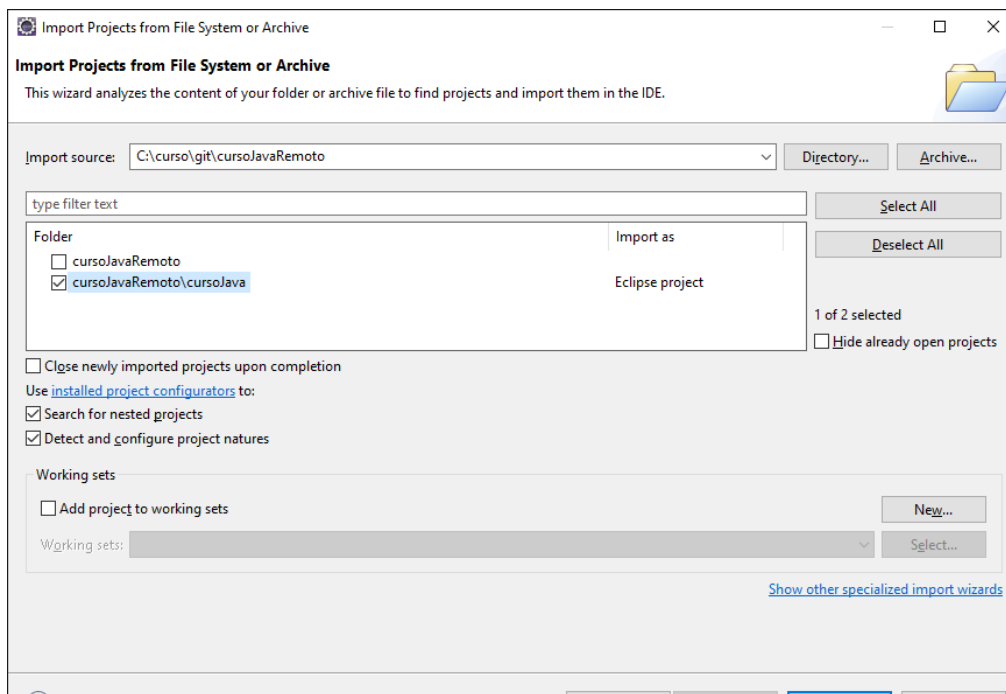 Import Projects from File System or Archive
Import Projects from File System or Archive
This wizard analyzes the content of your folder or archive file to find projects and import them in the IDE.
Import source: C:\curso\git\cursoJavaRemoto Directory... Archive...
type filter text Select All
Folder Import as
Deselect All
cursoJavaRemoto
cursoJavaRemoto\cursoJava Eclipse project
1 of 2 selected
Hide already open projects
Close newly imported projects upon completion
Use installed project configurators to:
Search for nested projects
Detect and configure project natures
Working sets
Add project to working sets New...
Working sets: Select...
Show other specialized import wizards